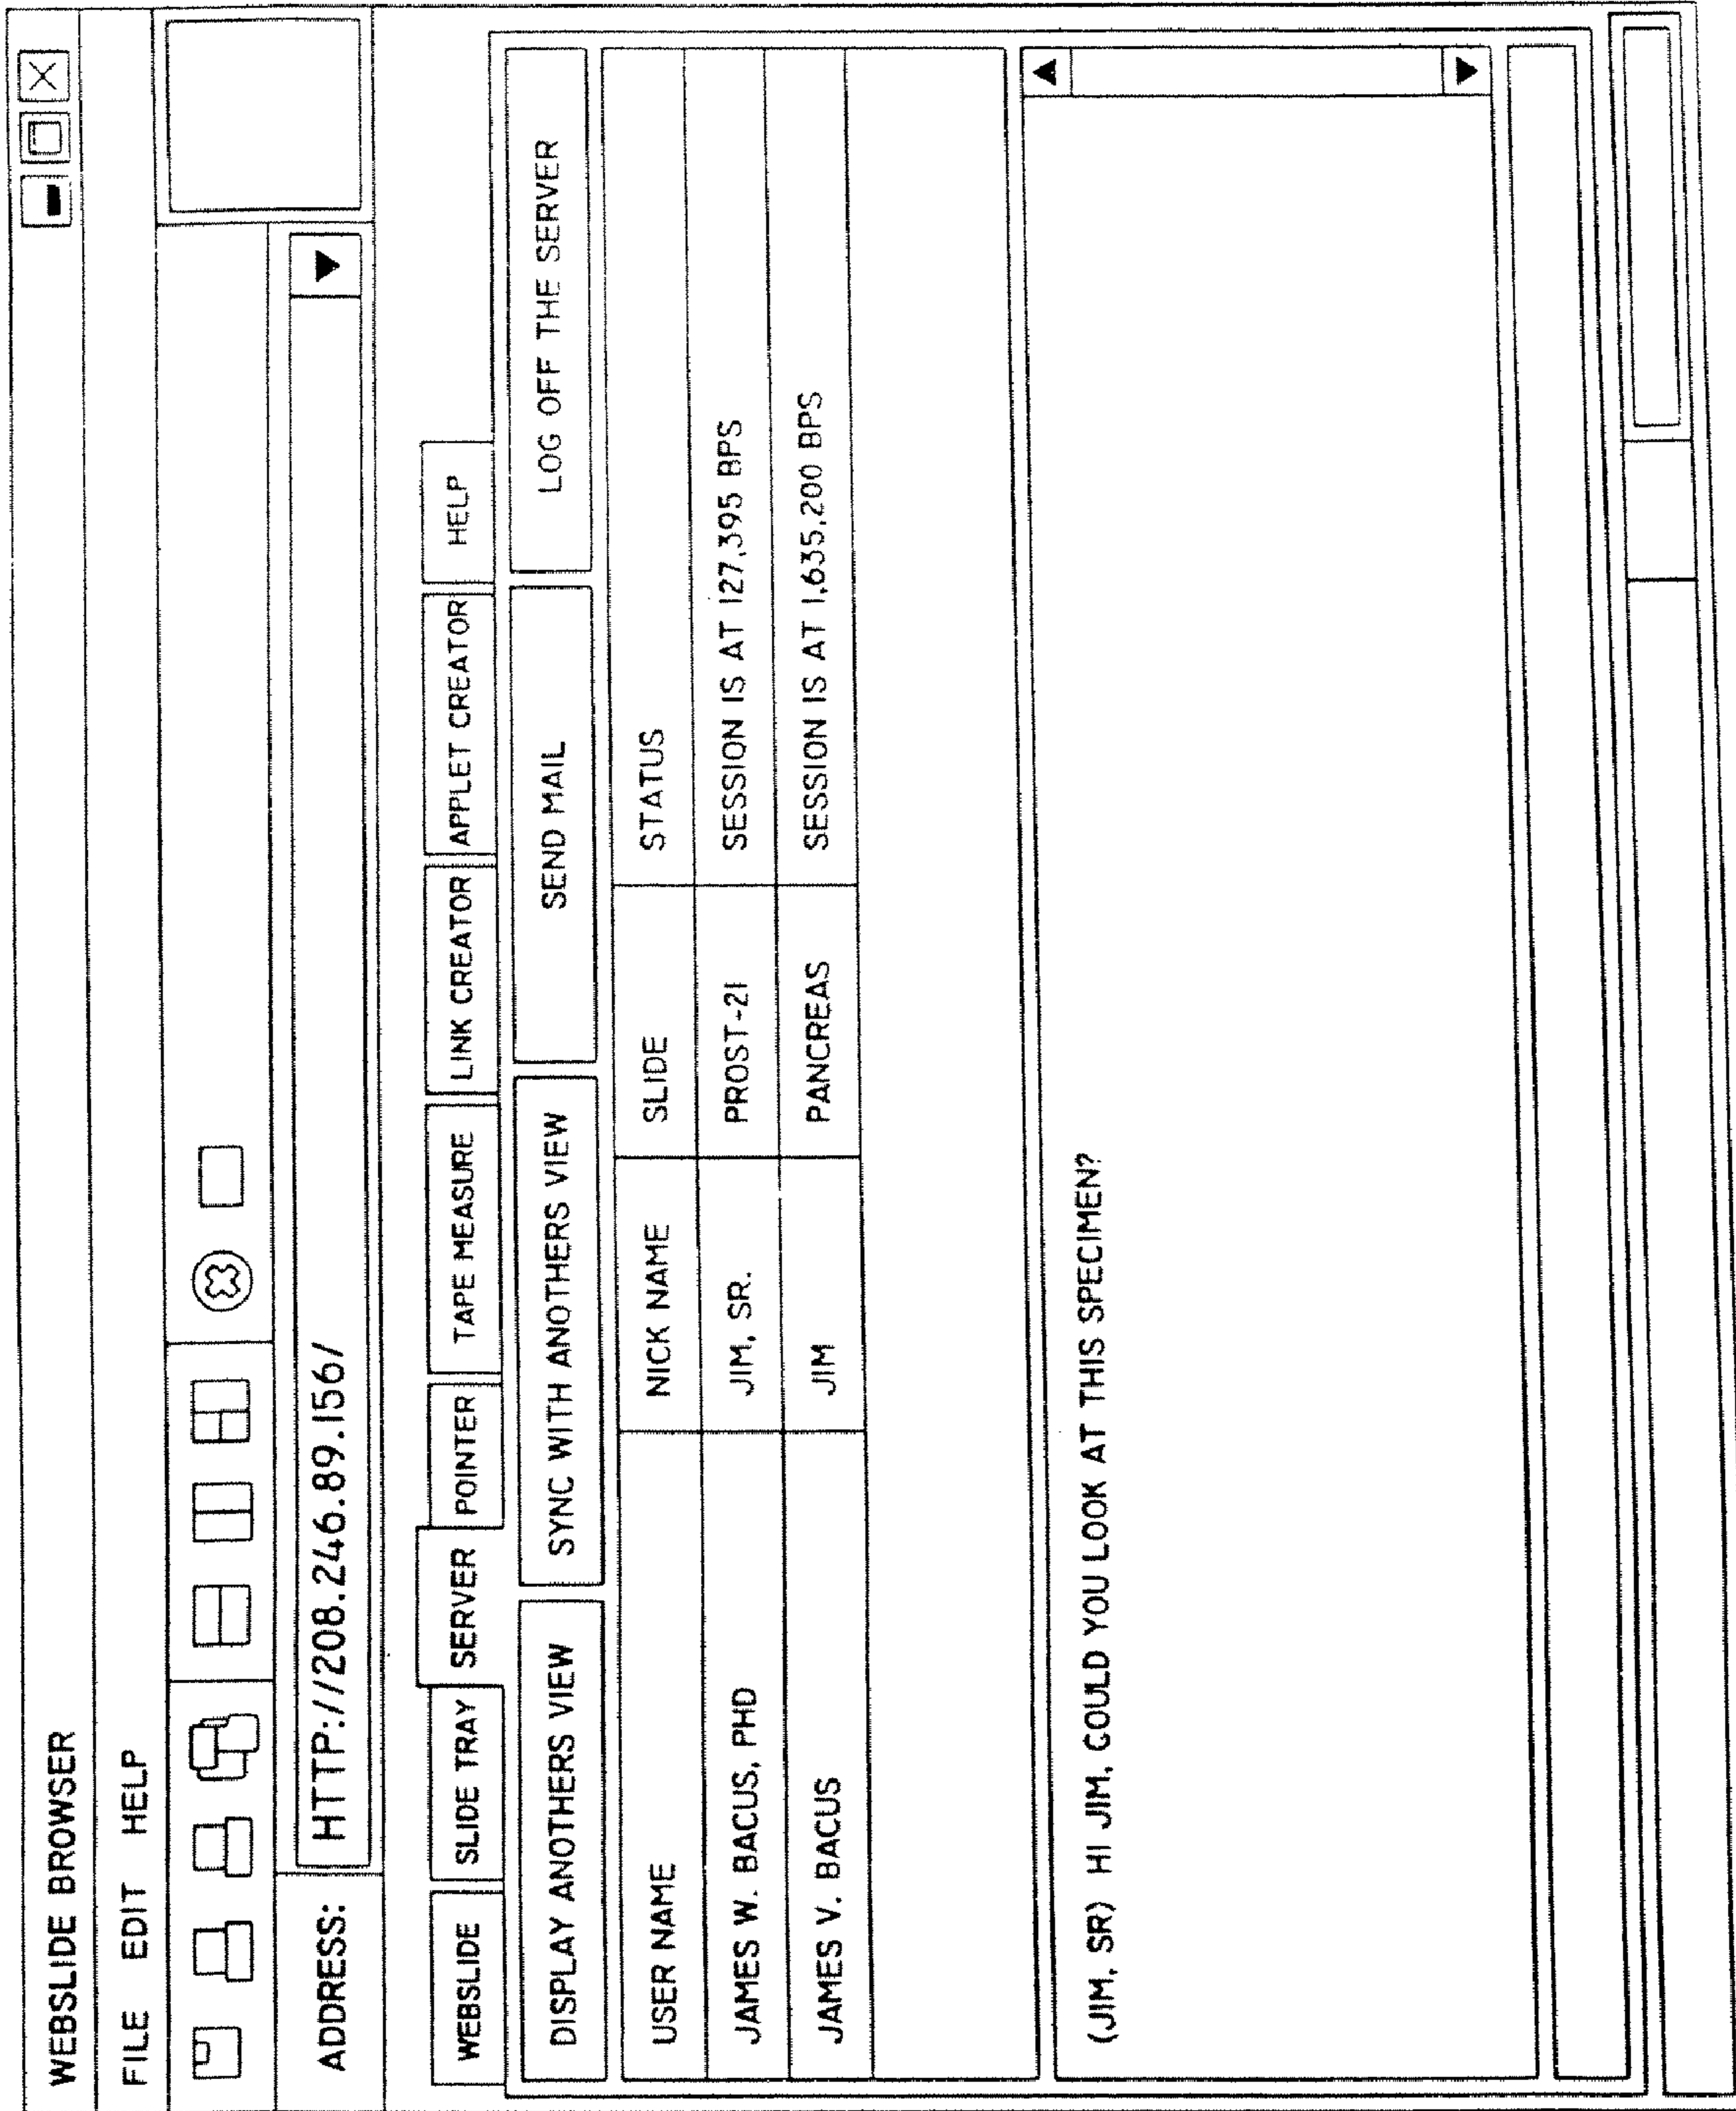 WEBSLIDE BROWSER
FILE EDIT HELP
ADDRESS: HTTP://208.246.89.156/
WEBSLIDE SLIDE TRAY SERVER POINTER TAPE MEASURE LINK CREATOR APPLET CREATOR HELP
DISPLAY ANOTHERS VIEW SYNC WITH ANOTHERS VIEW SEND MAIL LOG OFF THE SERVER
USER NAME NICK NAME SLIDE STATUS
JAMES W. BACUS, PHD JIM, SR. PROST-21 SESSION IS AT 127,395 BPS
JAMES V. BACUS JIM PANCREAS SESSION IS AT 1,635,200 BPS
(JIM, SR) HI JIM, COULD YOU LOOK AT THIS SPECIMEN?